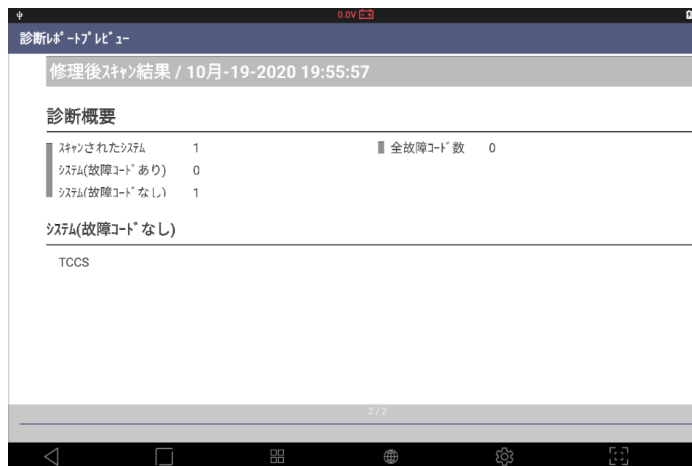 0.0V
診断ﾚﾎﾟｰﾄﾌﾟﾚﾋﾞｭｰ
修理後ｽｷｬﾝ結果 / 10月-19-2020 19:55:57
診断概要
ｽｷｬﾝされたｼｽﾃﾑ 1 全故障ｺｰﾄﾞ数 0
ｼｽﾃﾑ(故障ｺｰﾄﾞあり) 0
ｼｽﾃﾑ(故障ｺｰﾄﾞなし) 1
ｼｽﾃﾑ(故障ｺｰﾄﾞなし)
TCCS
2 / 2